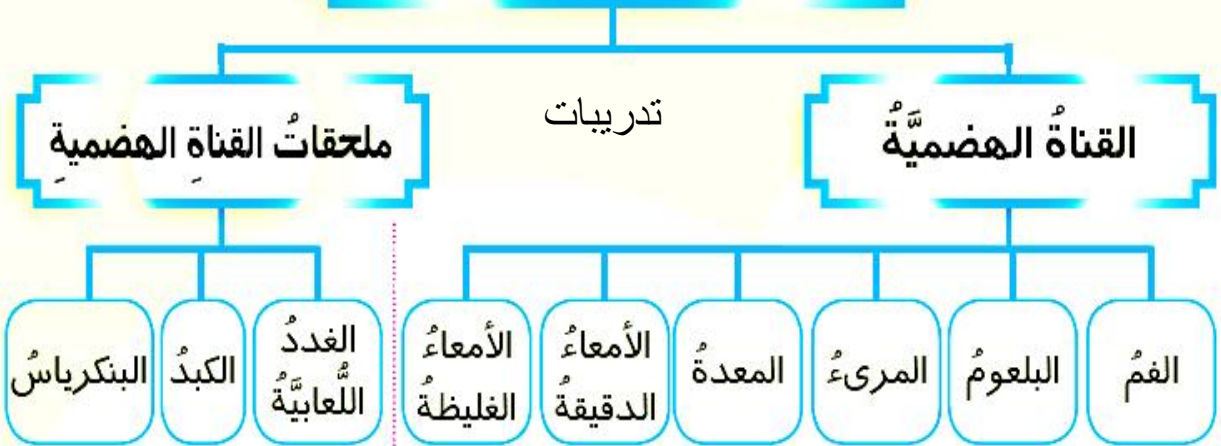 القناةُ الهضميَّةُ
تدريبات
ملحقاتُ القناةِ الهضميةِ
الفمُ
البلعومُ
المرىءُ
المعدةُ
الأمعاءُ
الدقيقةُ
الأمعاءُ
الغليظةُ
الغددُ
اللُّعابيَّةُ
الكبدُ
البنكرياسُ